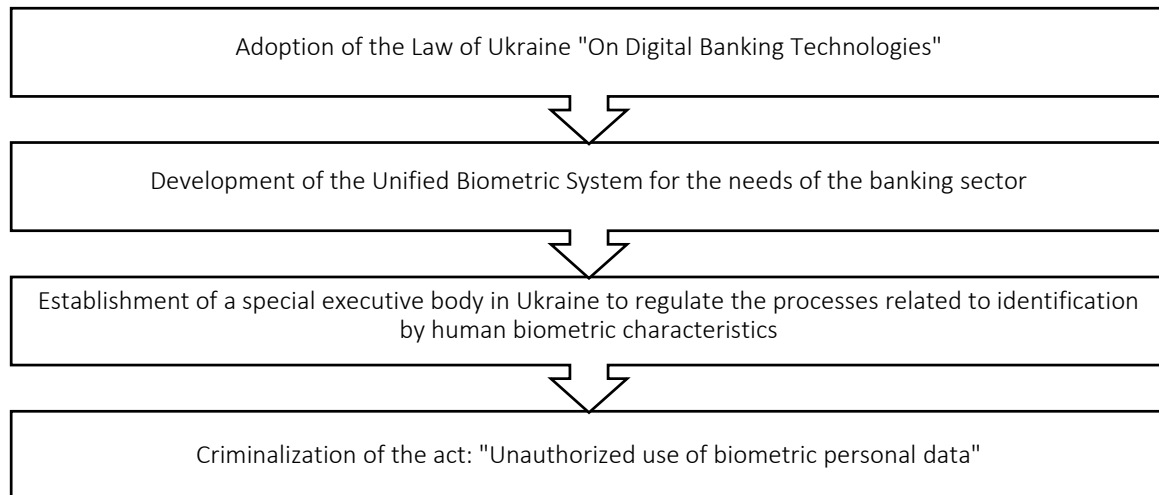 Adoption of the Law of Ukraine "On Digital Banking Technologies"
Development of the Unified Biometric System for the needs of the banking sector
Establishment of a special executive body in Ukraine to regulate the processes related to identification
by human biometric characteristics
Criminalization of the act: "Unauthorized use of biometric personal data"